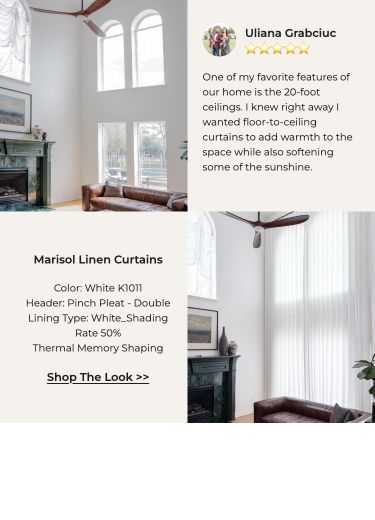 Uliana Grabciuc
One of my favorite features of
our home is the 20-foot
ceilings. I knew right away I
wanted floor-to-ceiling
curtains to add warmth to the
space while also softening
some of the sunshine.
Marisol Linen Curtains
Color: White K1011
Header: Pinch Pleat - Double
Lining Type: White_Shading
Rate 50%
Thermal Memory Shaping
Shop The Look >>